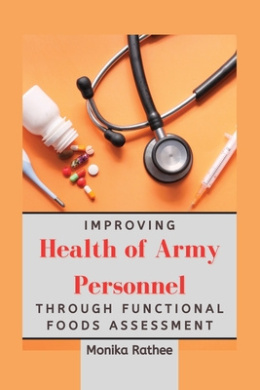 IMPROVING
Health of Army
Personnel
THROUGH FUNCTIONAL
FOODS ASSESSMENT
Monika Rathee